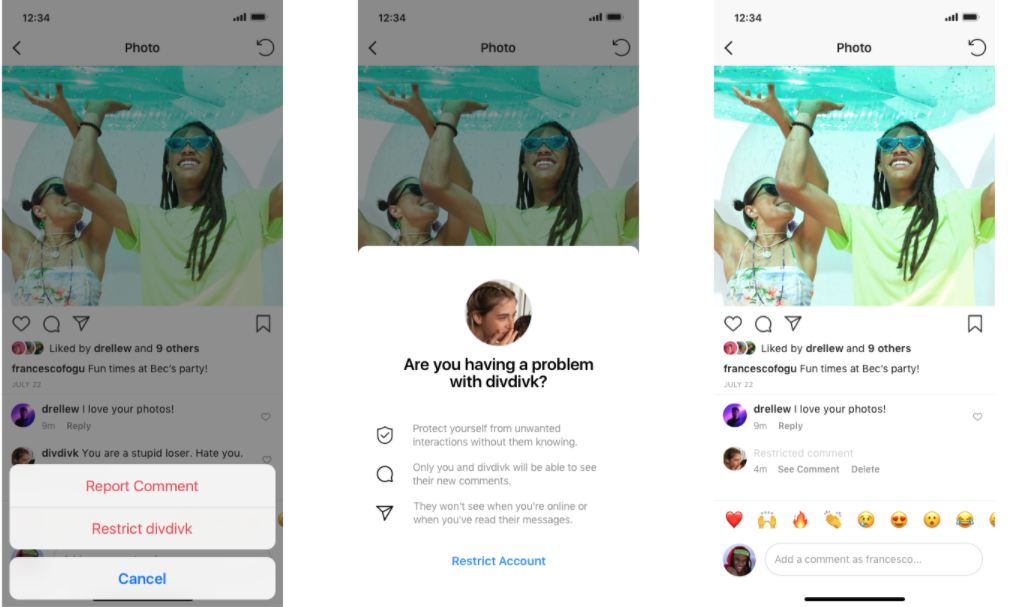 12:34
Photo
Liked by drellew and 9 others
francescofogu Fun times at Bec's party!
JULY 22
drellew I love your photos!
9m Reply
divdivk You are a stupid loser. Hate you.
Report Comment
Restrict divdivk
Cancel
12:34
Photo
Are you having a problem
with divdivk?
Protect yourself from unwanted
interactions without them knowing.
Only you and divdivk will be able to see
their new comments.
They won't see when you're online or
when you've read their messages.
Restrict Account
12:34
Photo
Liked by drellew and 9 others
francescofogu Fun times at Bec's party!
JULY 22
drellew I love your photos!
9m Reply
Restricted comment
4m See Comment Delete
Add a comment as francesco...